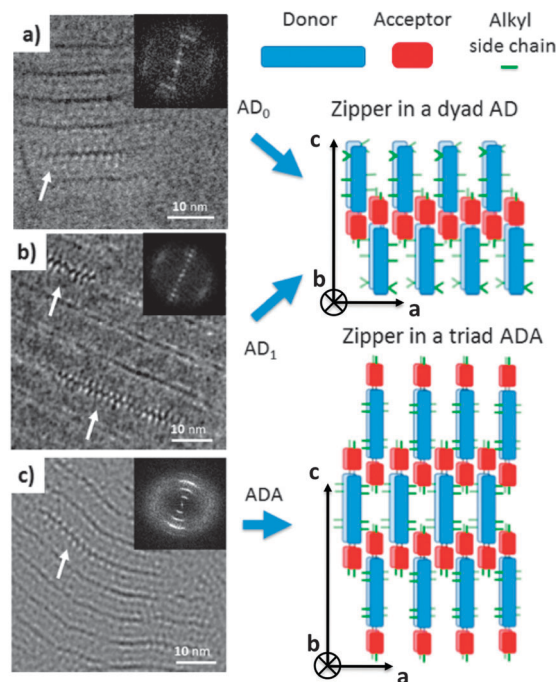 a)
10 nm
b)
10 nm
c)
10 nm
AD₀
AD₁
ADA
Donor
Acceptor
Alkyl
side chain
Zipper in a dyad AD
c
b
a
Zipper in a triad ADA
c
b
a